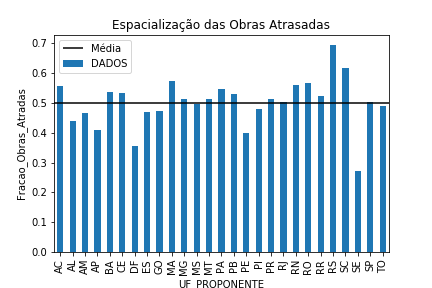 Espacialização das Obras Atrasadas
Média
DADOS
Fracao_Obras_Atradas
0.7
0.6
0.5
0.4
0.3
0.2
0.1
0.0
AC AL AM AP BA CE DF ES GO MA MG MS MT PA PB PE PI PR RJ RN RO RR RS SC SE SP TO
UF_PROPONENTE